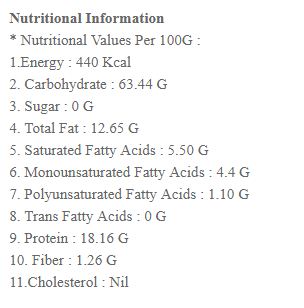 Nutritional Information
* Nutritional Values Per 100G :
1.Energy : 440 Kcal
2. Carbohydrate : 63.44 G
3. Sugar : 0 G
4. Total Fat : 12.65 G
5. Saturated Fatty Acids : 5.50 G
6. Monounsaturated Fatty Acids : 4.4 G
7. Polyunsaturated Fatty Acids : 1.10 G
8. Trans Fatty Acids : 0 G
9. Protein : 18.16 G
10. Fiber : 1.26 G
11.Cholesterol : Nil